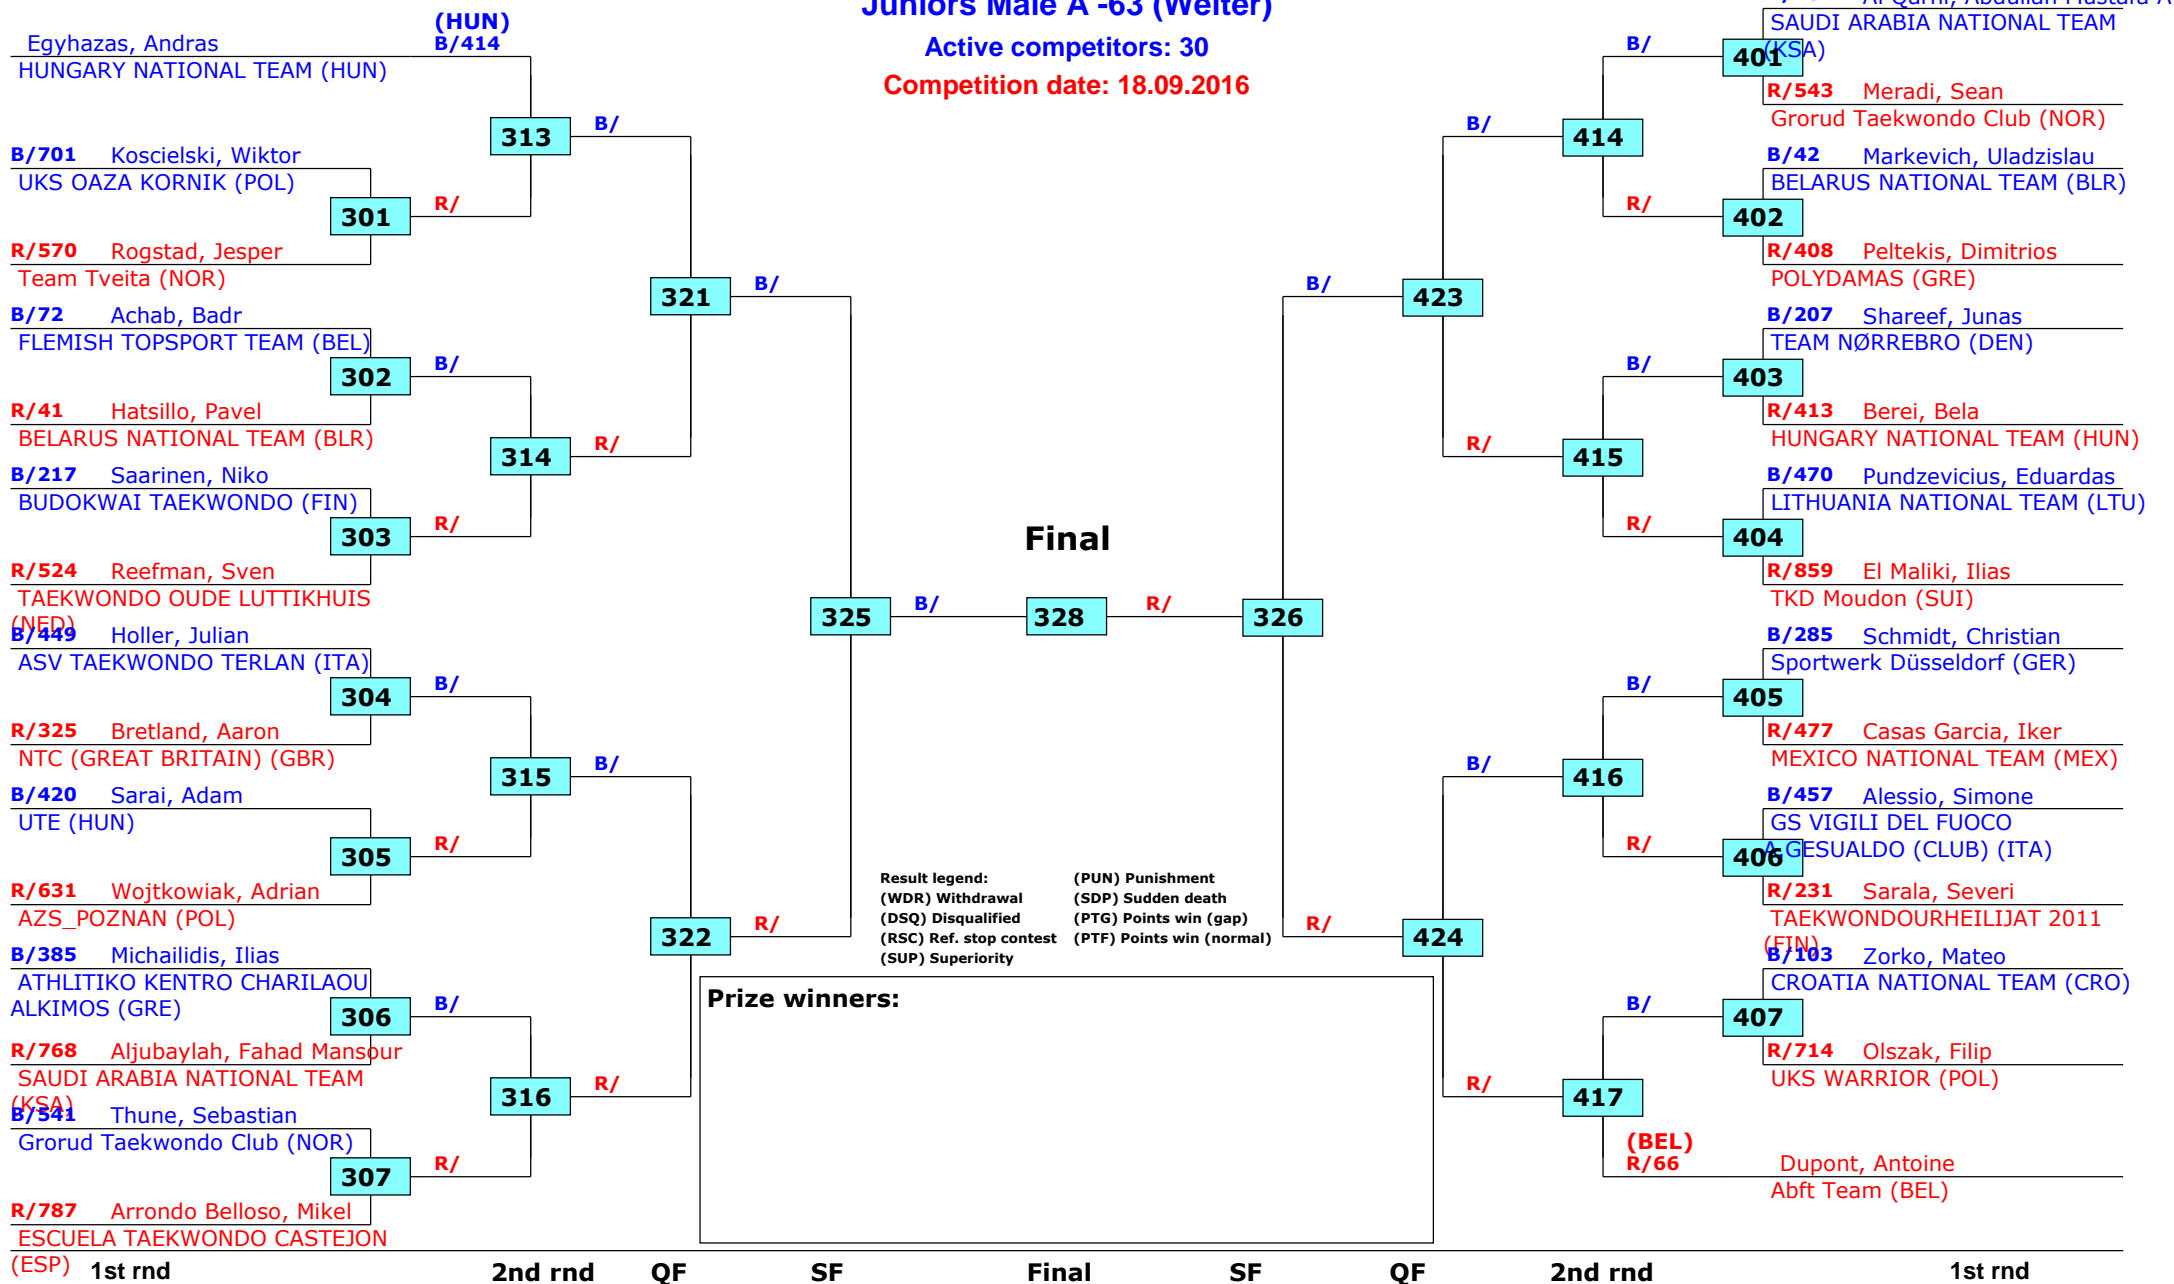 Juniors Male A -63 (Welter)
Active competitors: 30
Competition date: 18.09.2016
(HUN)
Egyhazas, Andras B/414
HUNGARY NATIONAL TEAM (HUN)
313
B/
B/701 Koscielski, Wiktor
UKS OAZA KORNIK (POL)
301
R/
R/570 Rogstad, Jesper
Team Tveita (NOR)
321
B/
B/72 Achab, Badr
FLEMISH TOPSPORT TEAM (BEL)
302
B/
R/41 Hatsillo, Pavel
BELARUS NATIONAL TEAM (BLR)
314
R/
B/217 Saarinen, Niko
BUDOKWAI TAEKWONDO (FIN)
303
R/
R/524 Reefman, Sven
TAEKWONDO OUDE LUTTIKHUIS
(NED)
325
B/
B/449 Holler, Julian
ASV TAEKWONDO TERLAN (ITA)
304
B/
R/325 Bretland, Aaron
NTC (GREAT BRITAIN) (GBR)
315
B/
B/420 Sarai, Adam
UTE (HUN)
305
R/
R/631 Wojtkowiak, Adrian
AZS_POZNAN (POL)
322
R/
B/385 Michailidis, Ilias
ATHLITIKO KENTRO CHARILAOU
ALKIMOS (GRE)
306
B/
R/768 Aljubaylah, Fahad Mansour
SAUDI ARABIA NATIONAL TEAM
(KSA)
316
R/
B/541 Thune, Sebastian
Grorud Taekwondo Club (NOR)
307
R/
R/787 Arrondo Belloso, Mikel
ESCUELA TAEKWONDO CASTEJON
(ESP)
Final
328
R/
326
Result legend:
(WDR) Withdrawal
(DSQ) Disqualified
(RSC) Ref. stop contest
(SUP) Superiority
(PUN) Punishment
(SDP) Sudden death
(PTG) Points win (gap)
(PTF) Points win (normal)
Prize winners:
SAUDI ARABIA NATIONAL TEAM
(KSA)
401
B/
R/543 Meradi, Sean
Grorud Taekwondo Club (NOR)
414
B/
B/42 Markevich, Uladzislau
BELARUS NATIONAL TEAM (BLR)
402
R/
R/408 Peltekis, Dimitrios
POLYDAMAS (GRE)
423
B/
B/207 Shareef, Junas
TEAM NØRREBRO (DEN)
403
B/
R/413 Berei, Bela
HUNGARY NATIONAL TEAM (HUN)
415
R/
B/470 Pundzevicius, Eduardas
LITHUANIA NATIONAL TEAM (LTU)
404
R/
R/859 El Maliki, Ilias
TKD Moudon (SUI)
B/285 Schmidt, Christian
Sportwerk Düsseldorf (GER)
405
B/
R/477 Casas Garcia, Iker
MEXICO NATIONAL TEAM (MEX)
416
B/
B/457 Alessio, Simone
GS VIGILI DEL FUOCO
A.GESUALDO (CLUB) (ITA)
406
R/
R/231 Sarala, Severi
TAEKWONDOURHEILIJAT 2011
(FIN)
424
R/
B/103 Zorko, Mateo
CROATIA NATIONAL TEAM (CRO)
407
B/
R/714 Olszak, Filip
UKS WARRIOR (POL)
417
R/
(BEL)
R/66 Dupont, Antoine
Abft Team (BEL)
1st rnd 2nd rnd QF SF Final SF QF 2nd rnd 1st rnd